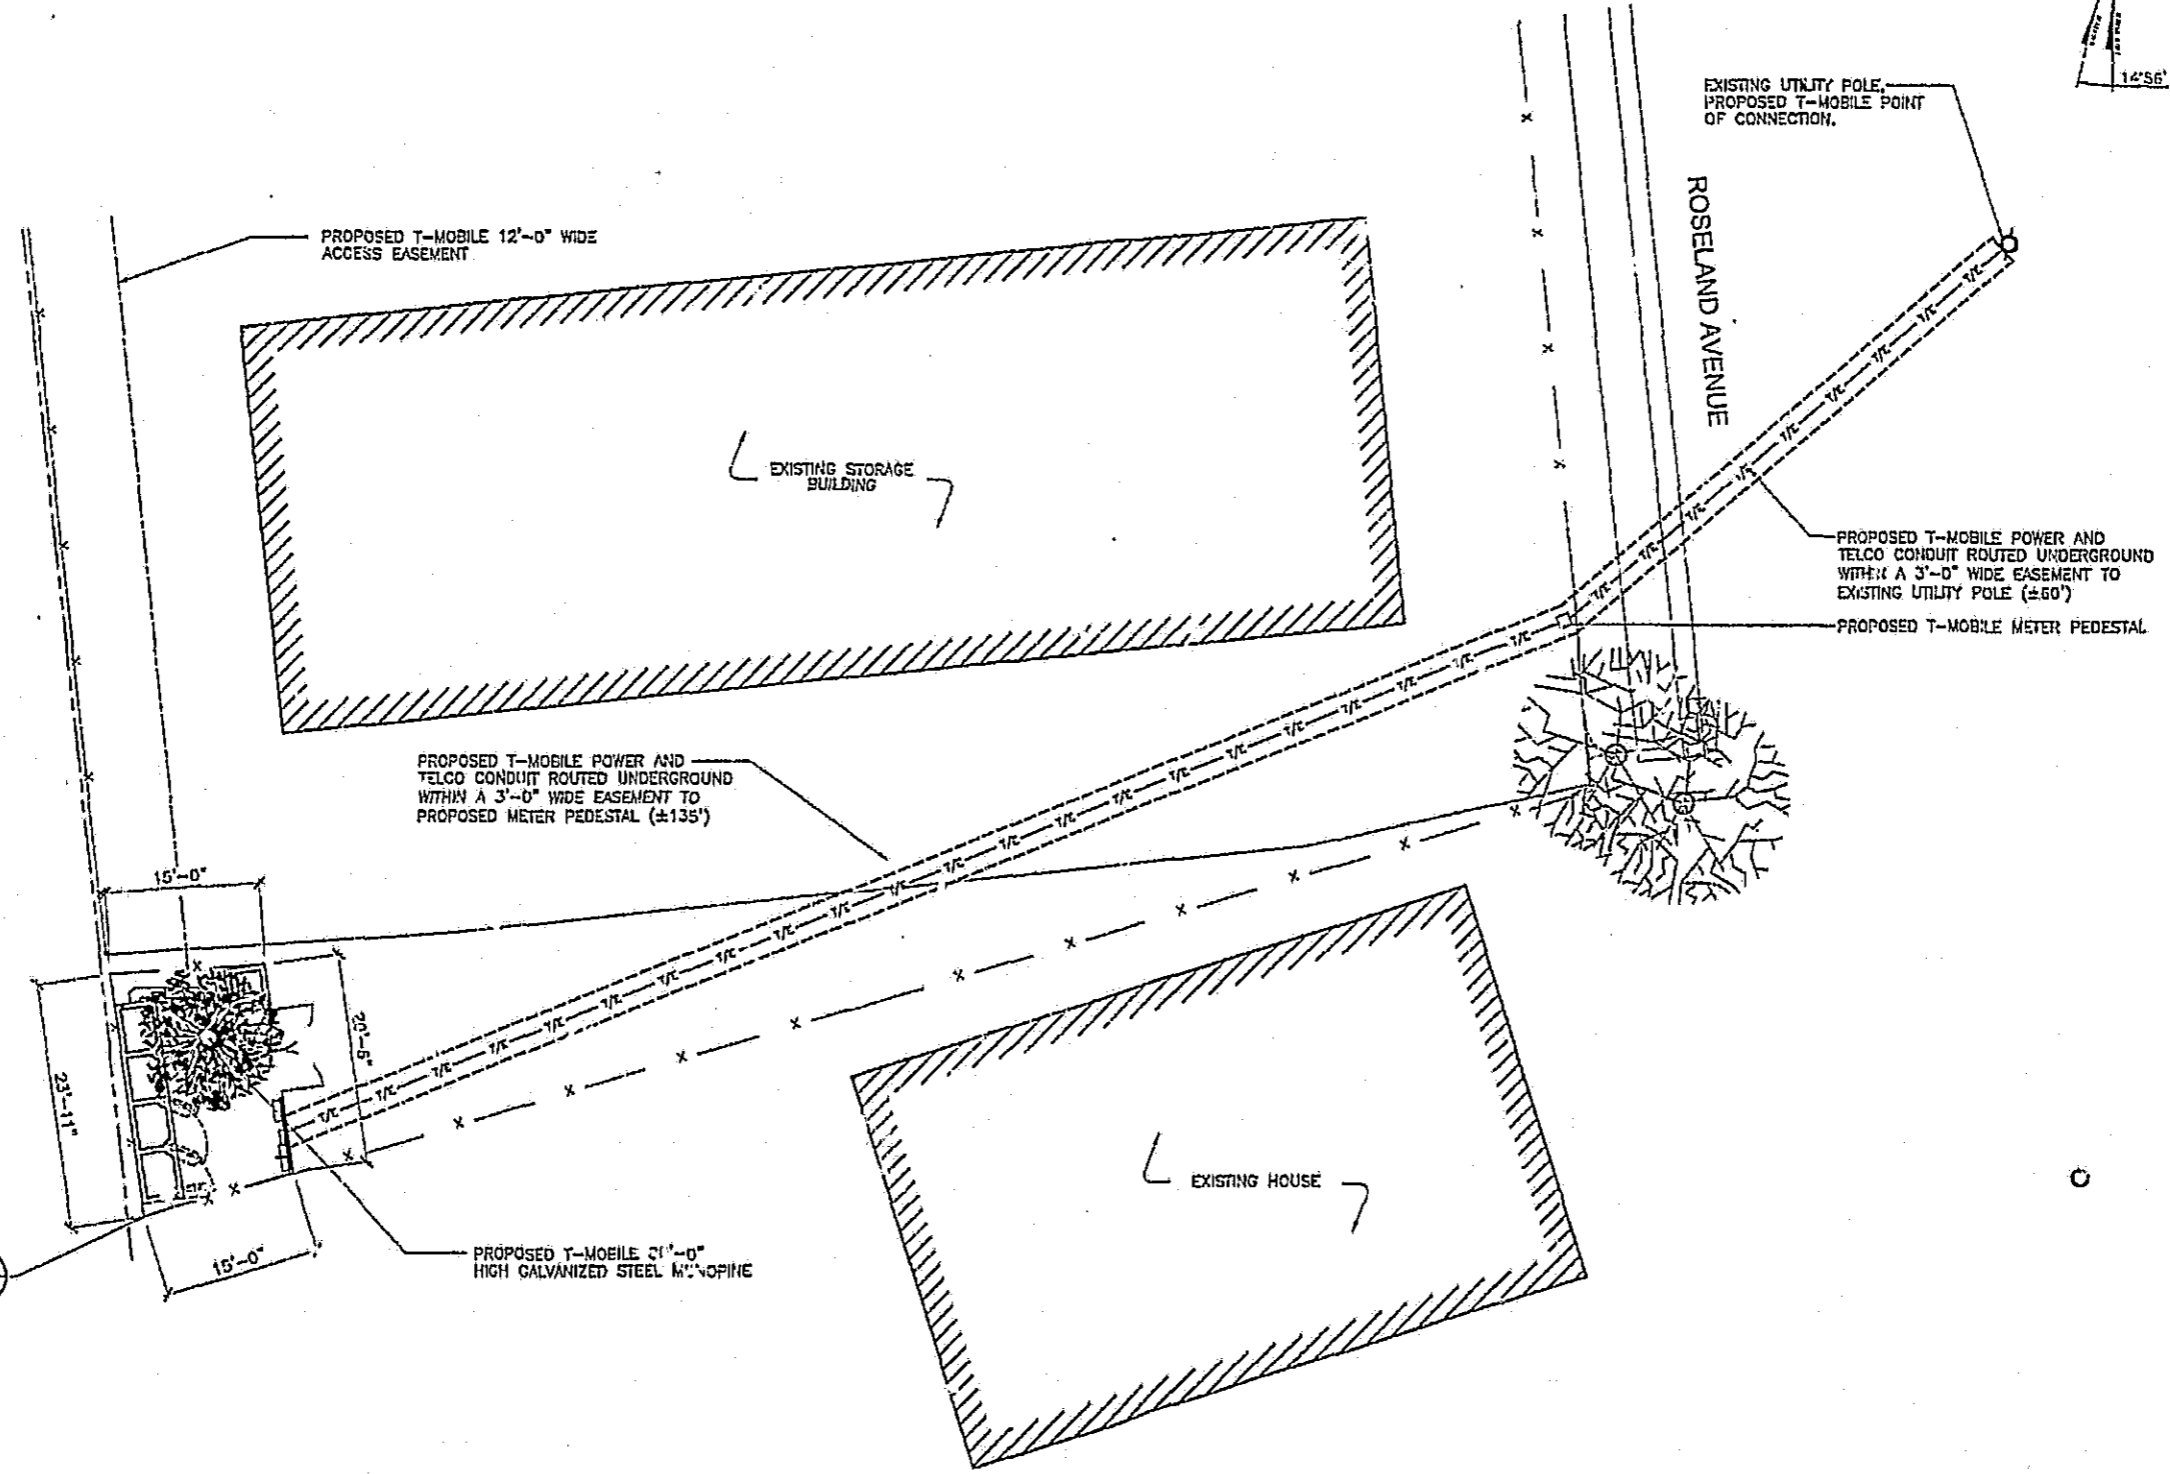 14°56'
EXISTING UTILITY POLE,
PROPOSED T-MOBILE POINT
OF CONNECTION.
ROSELAND AVENUE
PROPOSED T-MOBILE 12'-0" WIDE
ACCESS EASEMENT
EXISTING STORAGE
BUILDING
PROPOSED T-MOBILE POWER AND
TELCO CONDUIT ROUTED UNDERGROUND
WITHIN A 3'-0" WIDE EASEMENT TO
EXISTING UTILITY POLE (±60')
PROPOSED T-MOBILE METER PEDESTAL
PROPOSED T-MOBILE POWER AND
TELCO CONDUIT ROUTED UNDERGROUND
WITHIN A 3'-0" WIDE EASEMENT TO
PROPOSED METER PEDESTAL (±135')
15'-0"
20'-6"
23'-11"
15'-0"
EXISTING HOUSE
PROPOSED T-MOBILE
HIGH GALVANIZED STEEL MONOPINE